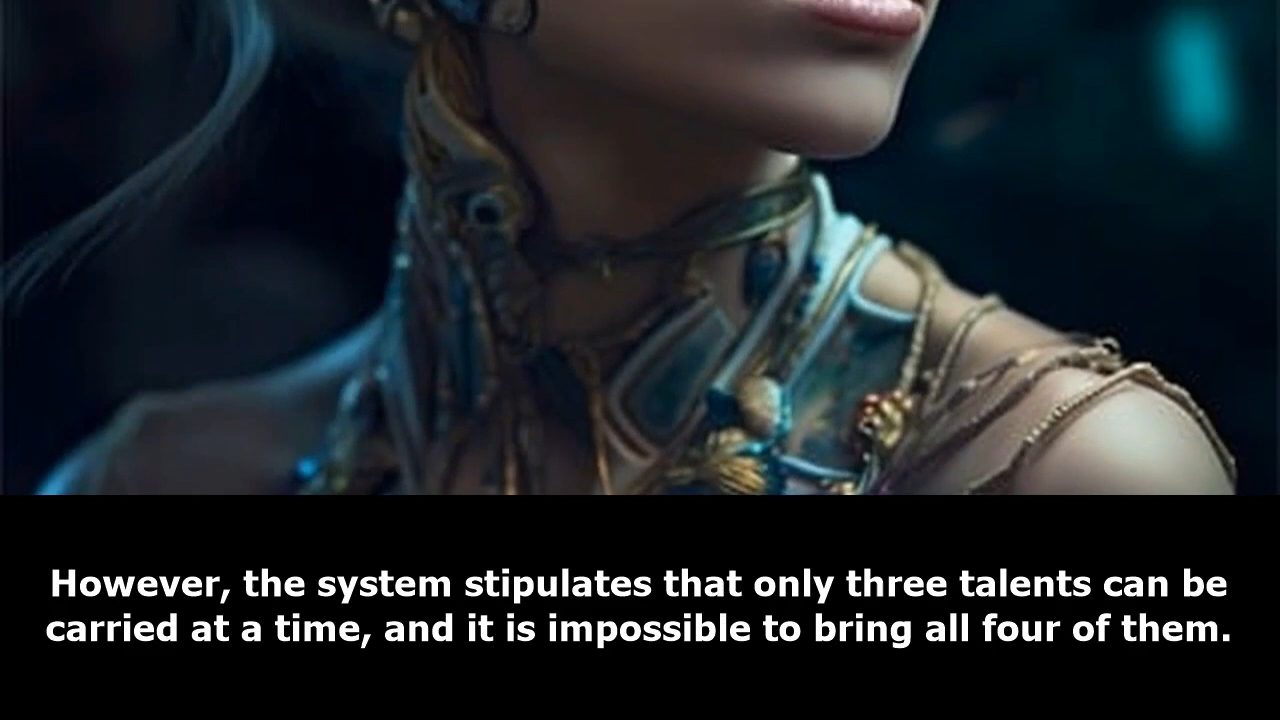 However, the system stipulates that only three talents can be
carried at a time, and it is impossible to bring all four of them.